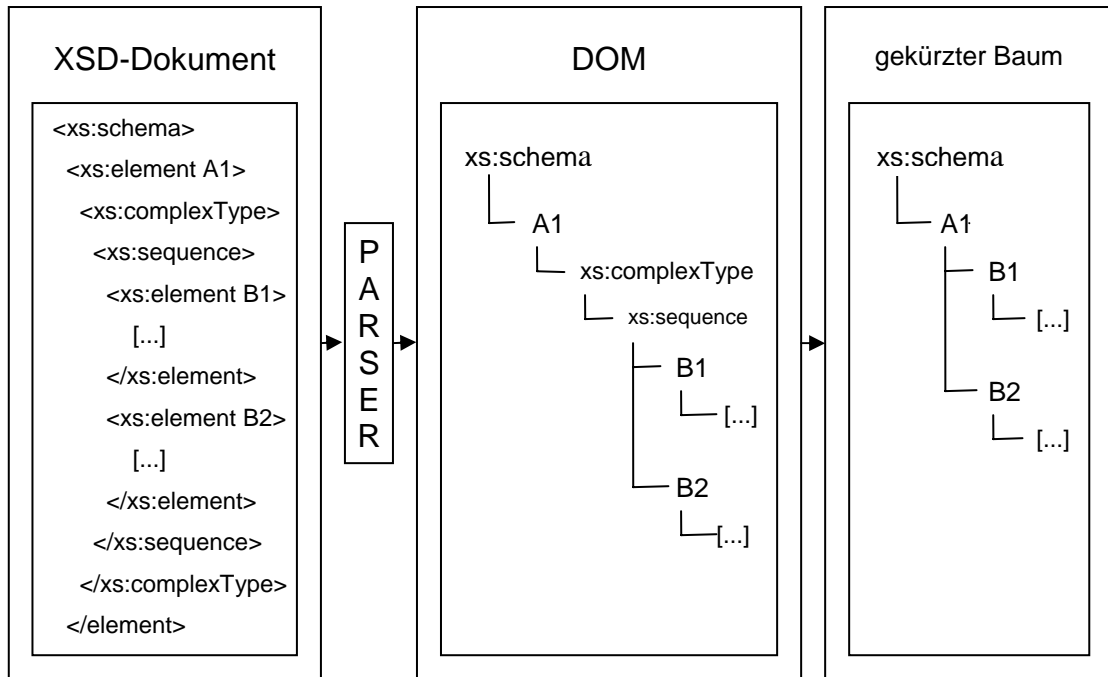 XSD-Dokument
<xs:schema>
<xs:element A1>
<xs:complexType>
<xs:sequence>
<xs:element B1>
[...]
</xs:element>
<xs:element B2>
[...]
</xs:element>
</xs:sequence>
</xs:complexType>
</element>
PARSER
DOM
xs:schema
A1
xs:complexType
xs:sequence
B1
[...]
B2
[...]
gekürzter Baum
xs:schema
A1
B1
[...]
B2
[...]